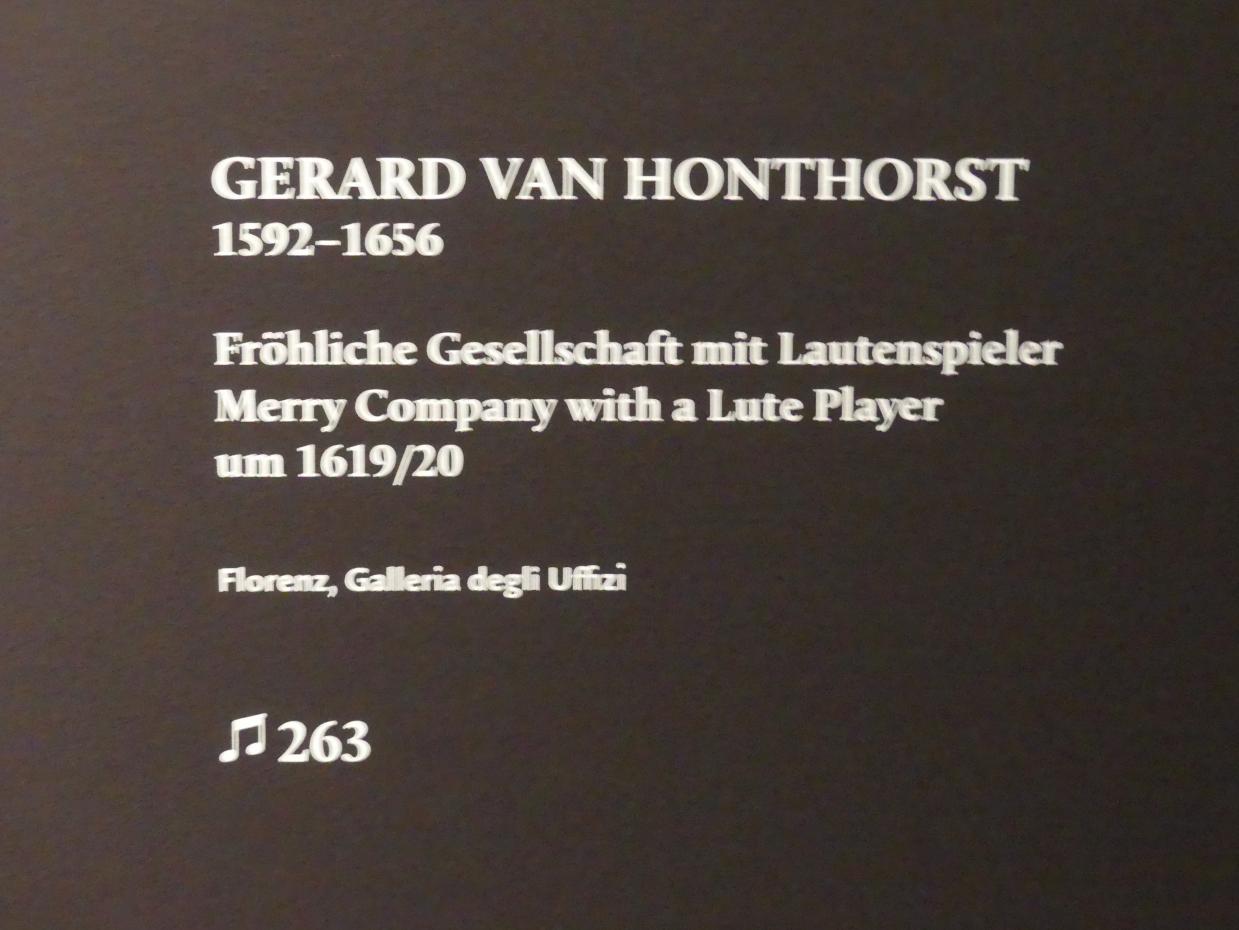 GERARD VAN HONTHORST
1592–1656
Fröhliche Gesellschaft mit Lautenspieler
Merry Company with a Lute Player
um 1619/20
Florenz, Galleria degli Uffizi
♫ 263